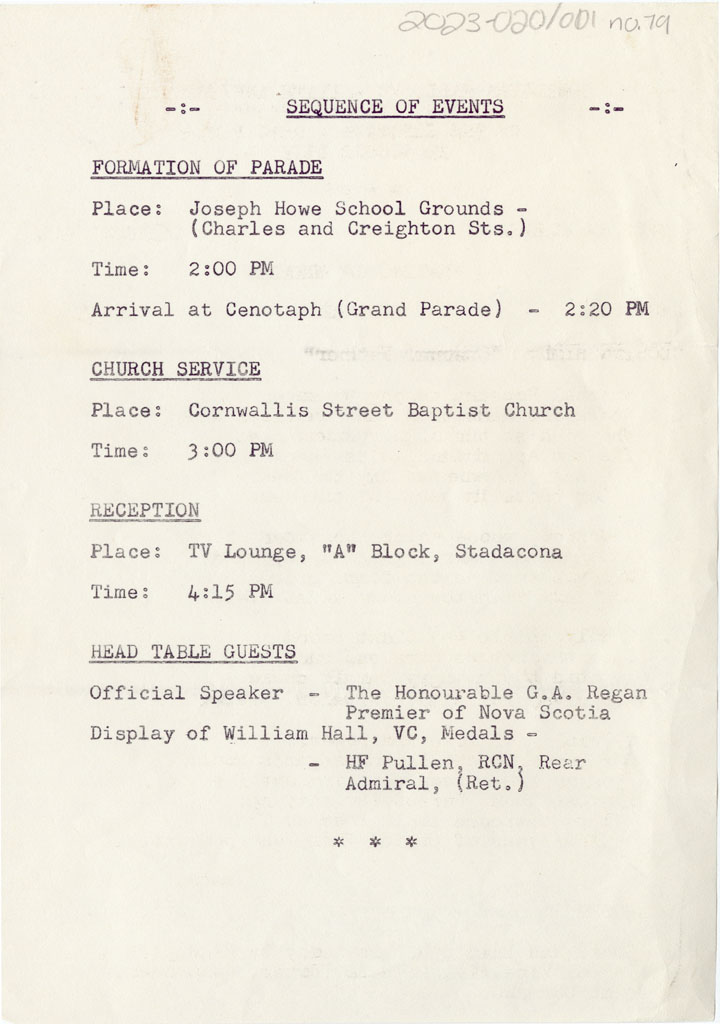 2023-020/001 no.79
-:- SEQUENCE OF EVENTS -:-
FORMATION OF PARADE
Place: Joseph Howe School Grounds -
(Charles and Creighton Sts.)
Time: 2:00 PM
Arrival at Cenotaph (Grand Parade) - 2:20 PM
CHURCH SERVICE
Place: Cornwallis Street Baptist Church
Time: 3:00 PM
RECEPTION
Place: TV Lounge, "A" Block, Stadacona
Time: 4:15 PM
HEAD TABLE GUESTS
Official Speaker - The Honourable G.A. Regan
Premier of Nova Scotia
Display of William Hall, VC, Medals -
- HF Pullen, RCN, Rear
Admiral, (Ret.)
* * *